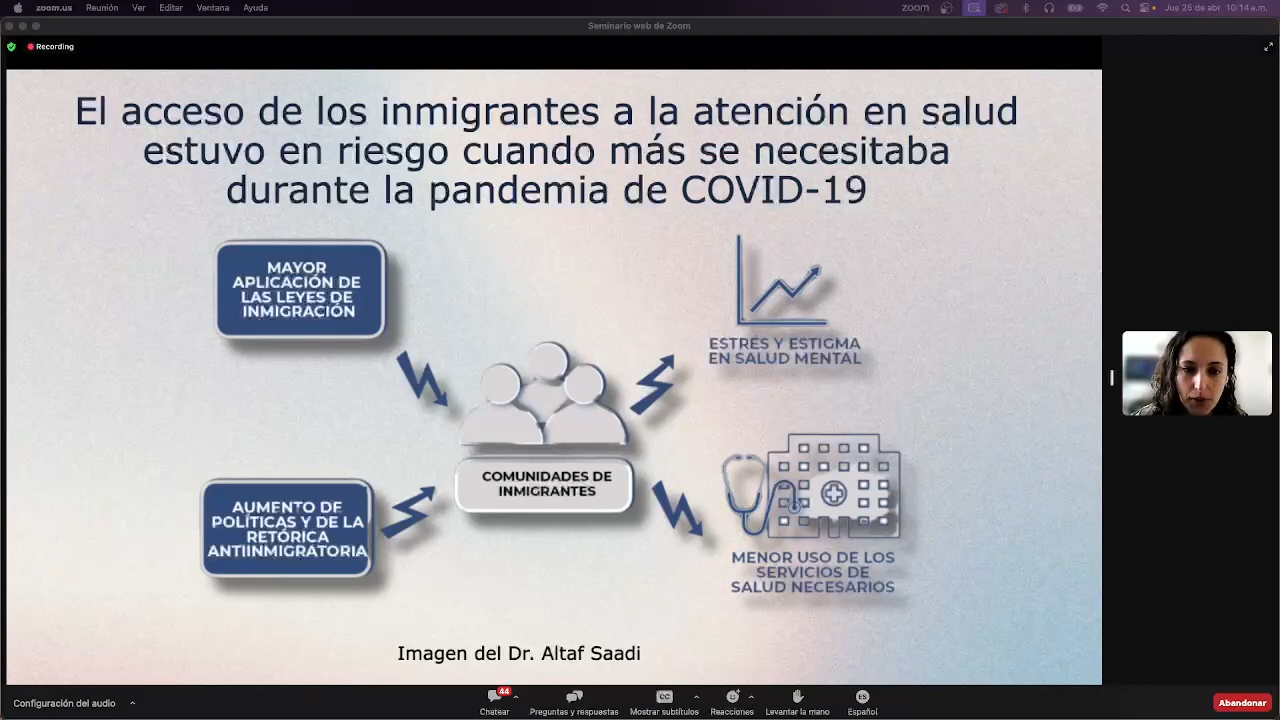 zoom.us Reunión Ver Editar Ventana Ayuda zoom Jue 25 de abr 10:14 a.m.
Seminario web de Zoom
Recording
El acceso de los inmigrantes a la atención en salud
estuvo en riesgo cuando más se necesitaba
durante la pandemia de COVID-19
MAYOR
APLICACIÓN DE
LAS LEYES DE
INMIGRACIÓN
ESTRÉS Y ESTIGMA
EN SALUD MENTAL
COMUNIDADES DE
INMIGRANTES
AUMENTO DE
POLÍTICAS Y DE LA
RETÓRICA
ANTIINMIGRATORIA
MENOR USO DE LOS
SERVICIOS DE
SALUD NECESARIOS
Imagen del Dr. Altaf Saadi
Configuración del audio
44
CC
ES
Chatear Preguntas y respuestas Mostrar subtítulos Reacciones Levantar la mano Español
Abandonar